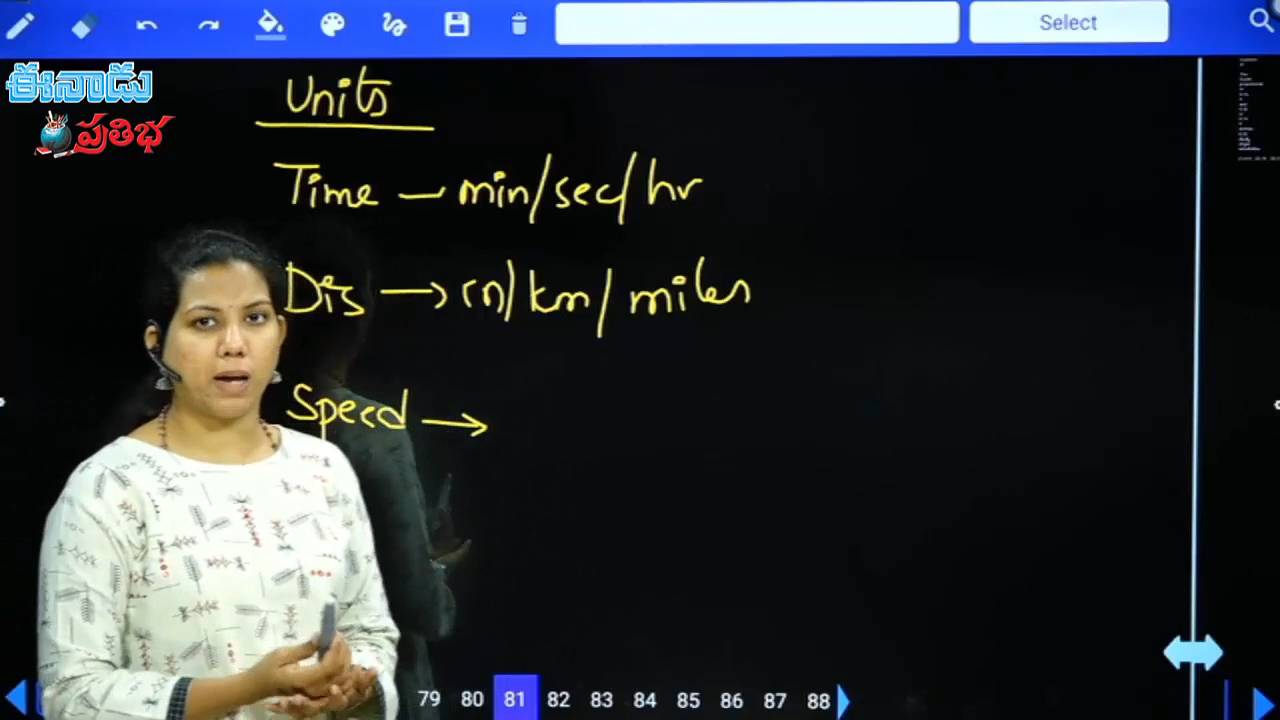 Select
ఈనాడు
ప్రతిభ
Units
Time — min/sec/hr
Dis → m/km/miles
Speed →
79 80 81 82 83 84 85 86 87 88